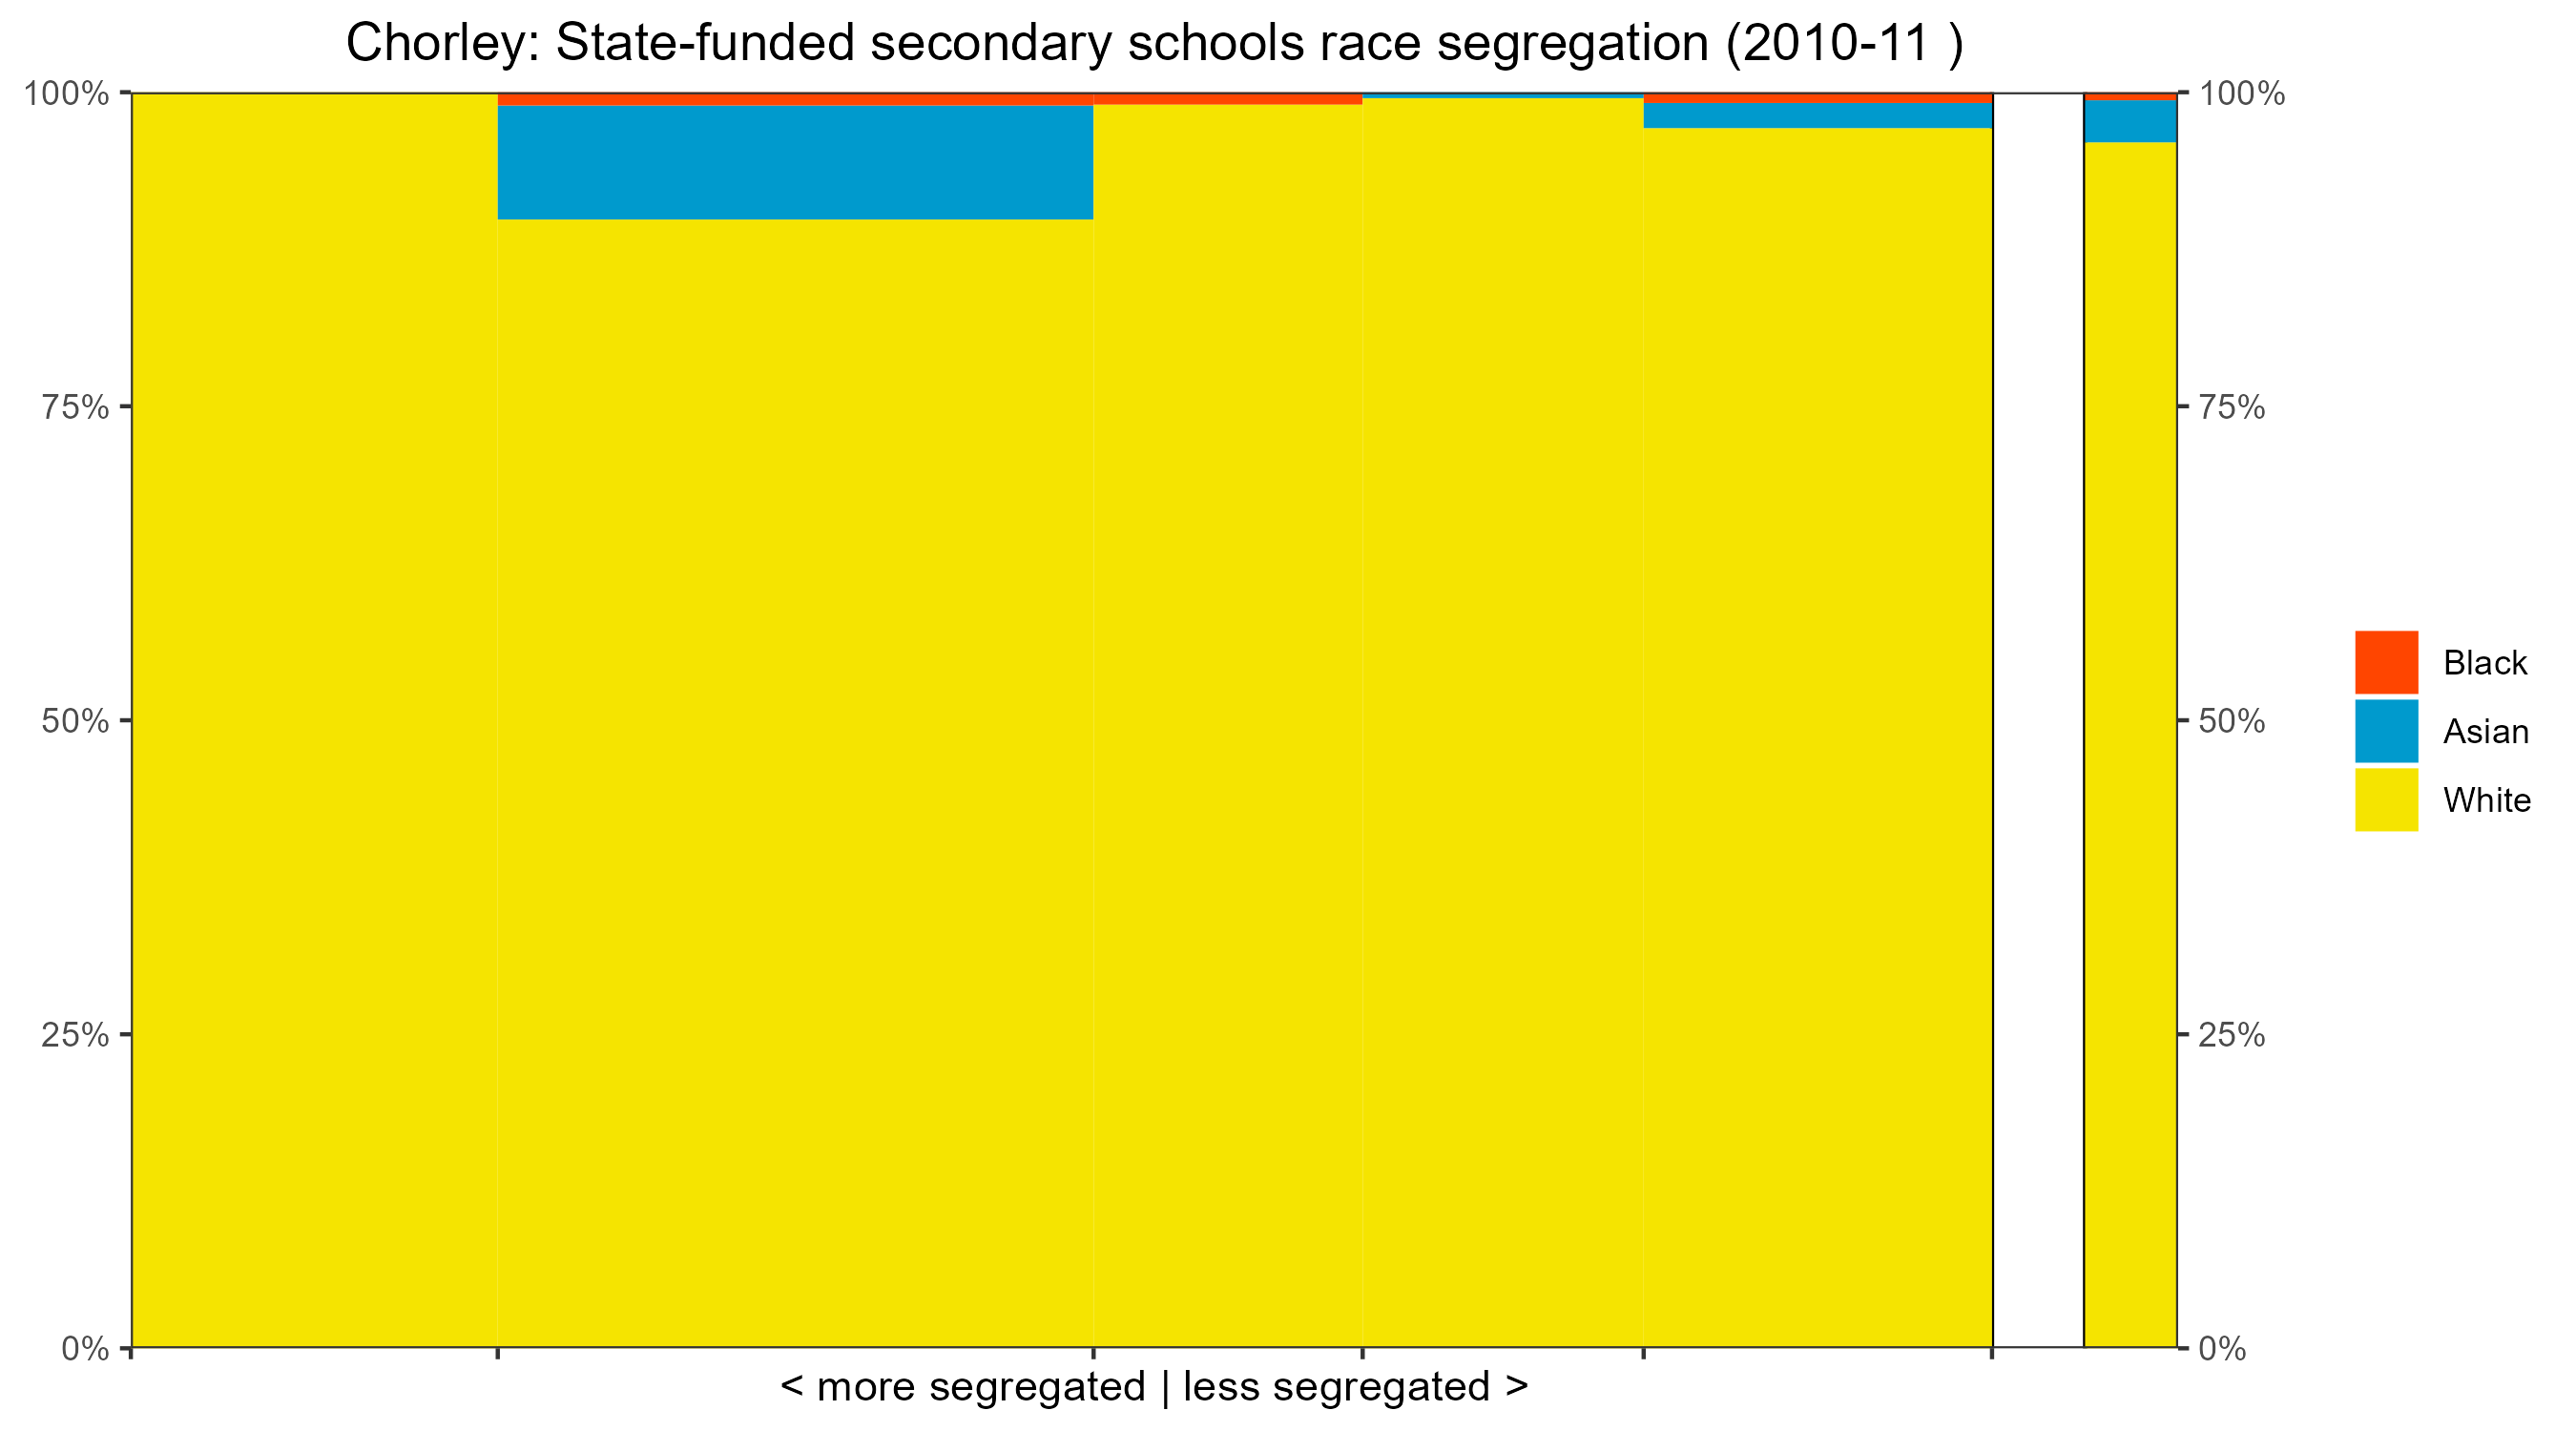 Chorley: State-funded secondary schools race segregation (2010-11 )
100%
75%
50%
25%
0%
100%
75%
50%
25%
0%
Black
Asian
White
< more segregated | less segregated >